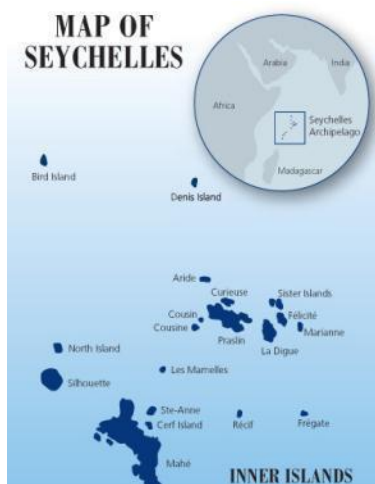 MAP OF
SEYCHELLES
Arabia
India
Africa
Seychelles
Archipelago
Madagascar
Bird Island
Denis Island
Aride
Curieuse
Sister Islands
Cousin
Félicité
Cousine
Marianne
Praslin
La Digue
North Island
Les Mamelles
Silhouette
Ste-Anne
Cerf Island
Récif
Frégate
Mahé
INNER ISLANDS